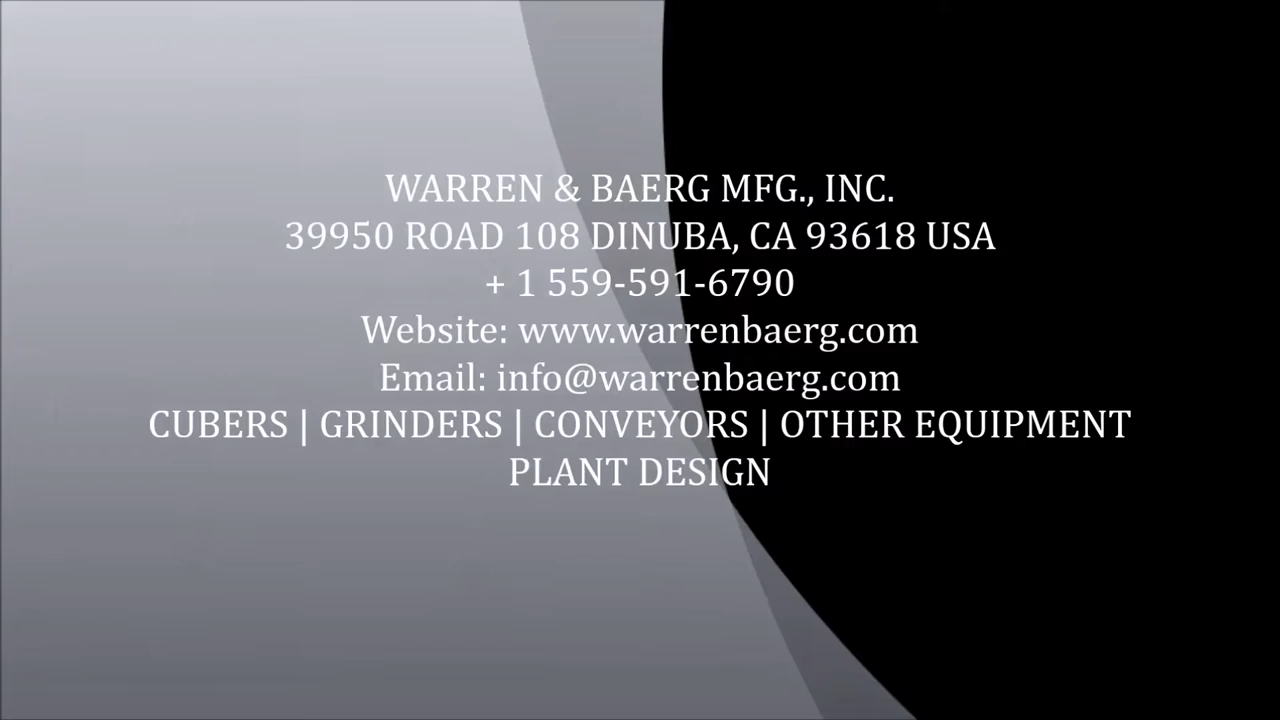 WARREN & BAERG MFG., INC.
39950 ROAD 108 DINUBA, CA 93618 USA
+ 1 559-591-6790
Website: www.warrenbaerg.com
Email: info@warrenbaerg.com
CUBERS | GRINDERS | CONVEYORS | OTHER EQUIPMENT
PLANT DESIGN